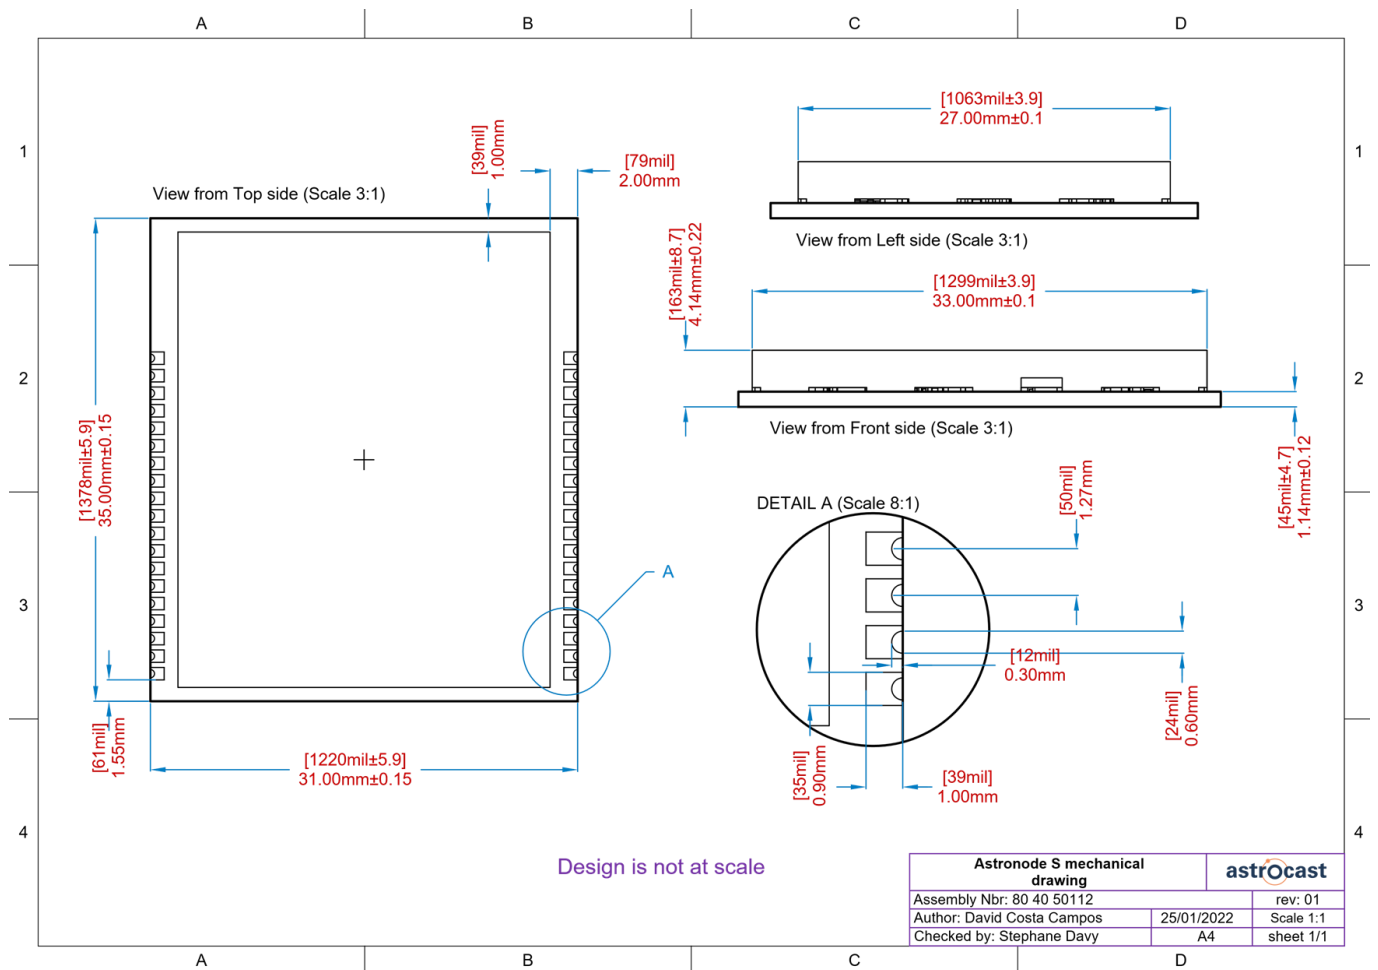 A
B
C
D
1
1
[1063mil±3.9]
27.00mm±0.1
[39mil]
1.00mm
[79mil]
2.00mm
View from Top side (Scale 3:1)
View from Left side (Scale 3:1)
[163mil±8.7]
4.14mm±0.22
[1299mil±3.9]
33.00mm±0.1
2
2
View from Front side (Scale 3:1)
[45mil±4.7]
1.14mm±0.12
[1378mil±5.9]
35.00mm±0.15
DETAIL A (Scale 8:1)
[50mil]
1.27mm
A
3
3
[12mil]
0.30mm
[24mil]
0.60mm
[61mil]
1.55mm
[1220mil±5.9]
31.00mm±0.15
[35mil]
0.90mm
[39mil]
1.00mm
4
4
Design is not at scale
Astronode S mechanical
drawing
astrocast
Assembly Nbr: 80 40 50112
rev: 01
Author: David Costa Campos
25/01/2022
Scale 1:1
Checked by: Stephane Davy
A4
sheet 1/1
A
B
C
D